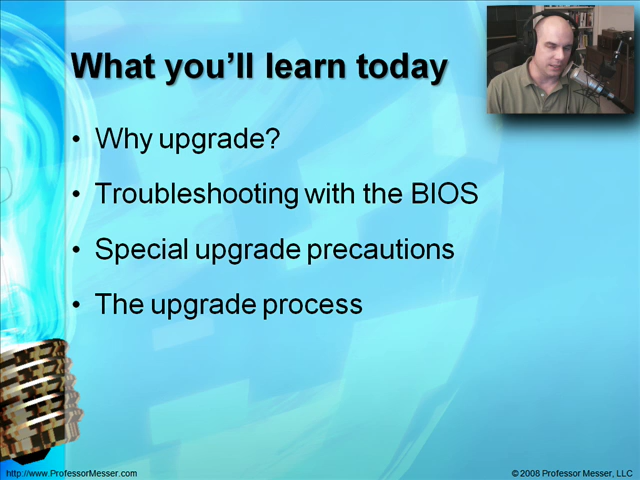 What you'll learn today
• Why upgrade?
• Troubleshooting with the BIOS
• Special upgrade precautions
• The upgrade process
http://www.ProfessorMesser.com
© 2008 Professor Messer, LLC